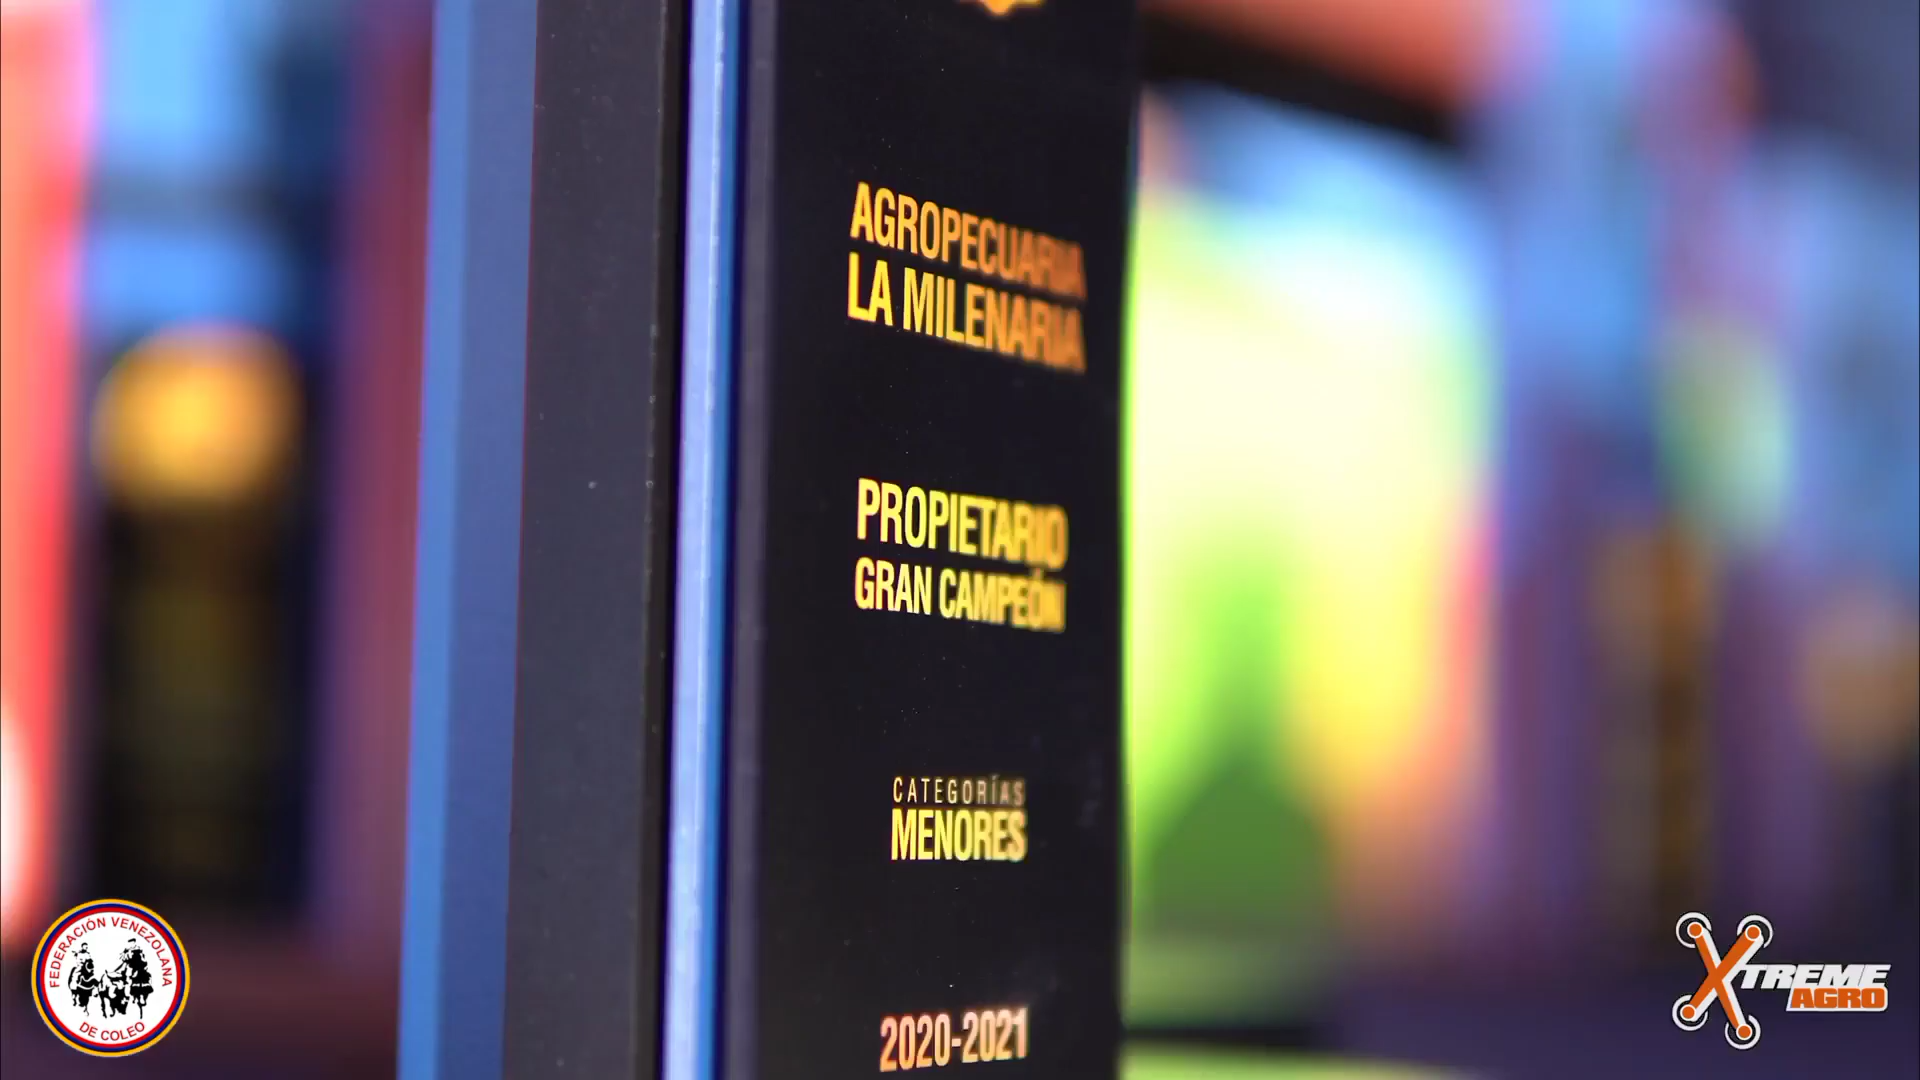 AGROPECUARIA
LA MILENARIA
PROPIETARIO
GRAN CAMPEÓN
CATEGORÍAS
MENORES
2020-2021
FEDERACIÓN VENEZOLANA
DE COLEO
XTREME
AGRO